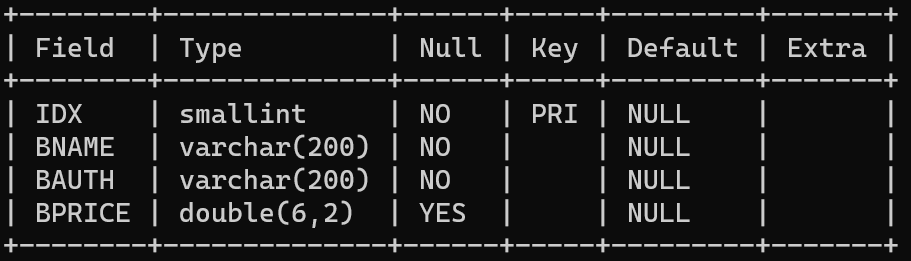 +--------+--------------+------+-----+---------+-------+
| Field  | Type         | Null | Key | Default | Extra |
+--------+--------------+------+-----+---------+-------+
| IDX    | smallint     | NO   | PRI | NULL    |       |
| BNAME  | varchar(200) | NO   |     | NULL    |       |
| BAUTH  | varchar(200) | NO   |     | NULL    |       |
| BPRICE | double(6,2)  | YES  |     | NULL    |       |
+--------+--------------+------+-----+---------+-------+